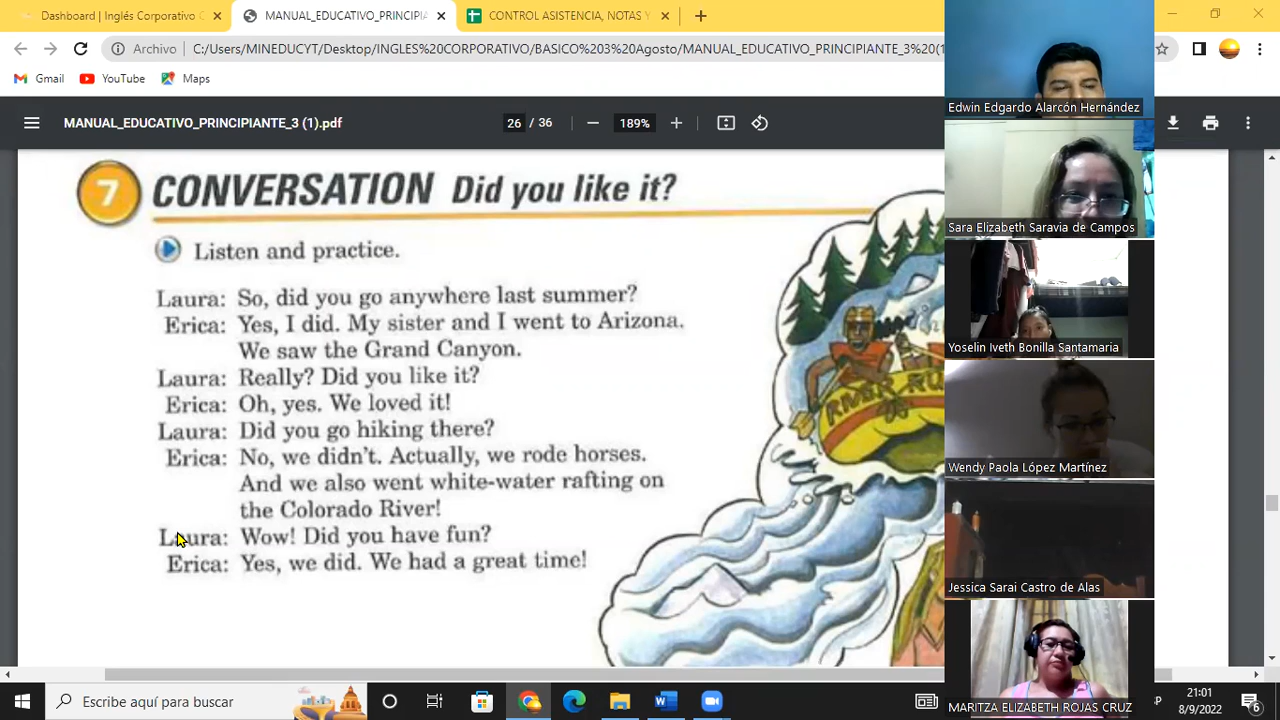 Dashboard | Inglés Corporativo C
MANUAL_EDUCATIVO_PRINCIPIA
CONTROL ASISTENCIA, NOTAS Y
Archivo
C:/Users/MINEDUCYT/Desktop/INGLES%20CORPORATIVO/BASICO%203%20Agosto/MANUAL_EDUCATIVO_PRINCIPIANTE_3%20(1
Gmail
YouTube
Maps
MANUAL_EDUCATIVO_PRINCIPIANTE_3 (1).pdf
26 / 36
189%
7 CONVERSATION Did you like it?
Listen and practice.
Laura: So, did you go anywhere last summer?
Erica: Yes, I did. My sister and I went to Arizona.
We saw the Grand Canyon.
Laura: Really? Did you like it?
Erica: Oh, yes. We loved it!
Laura: Did you go hiking there?
Erica: No, we didn't. Actually, we rode horses.
And we also went white-water rafting on
the Colorado River!
Laura: Wow! Did you have fun?
Erica: Yes, we did. We had a great time!
Edwin Edgardo Alarcón Hernández
Sara Elizabeth Saravia de Campos
Yoselin Iveth Bonilla Santamaria
Wendy Paola López Martínez
Jessica Sarai Castro de Alas
MARITZA ELIZABETH ROJAS CRUZ
Escribe aquí para buscar
P
21:01
8/9/2022
6